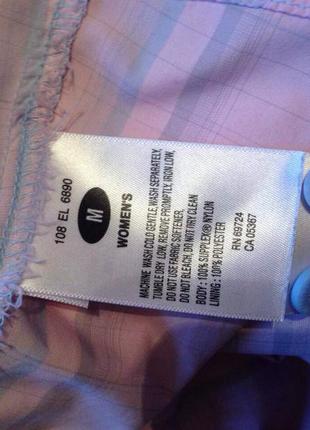 108 EL 6890
M
WOMEN'S
MACHINE WASH COLD GENTLE, WASH SEPARATELY,
TUMBLE DRY LOW, REMOVE PROMPTLY, IRON LOW,
DO NOT USE FABRIC SOFTENER,
DO NOT BLEACH, DO NOT DRY CLEAN
BODY : 100% SUPPLEX® NYLON
LINING : 100% POLYESTER
RN 69724
CA 05367